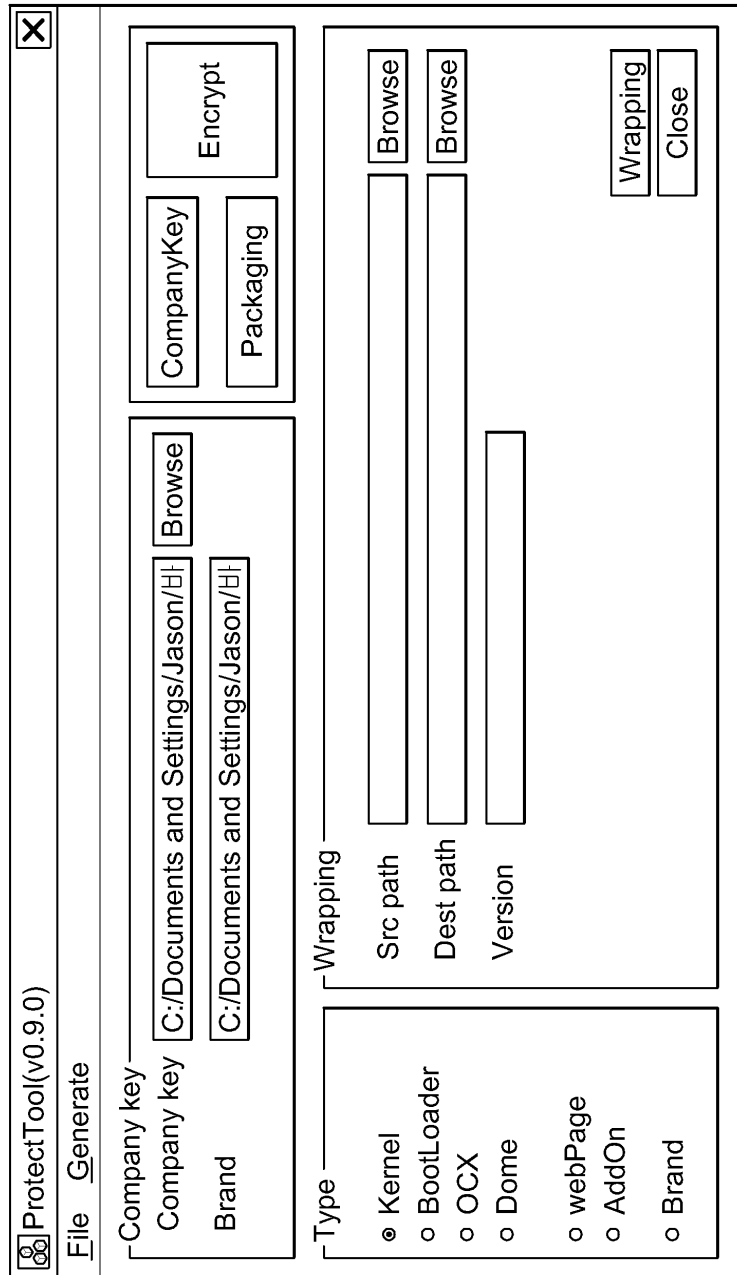 ProtectTool(v0.9.0)
File Generate
Company key
Company key C:/Documents and Settings/Jason/바 Browse
Brand C:/Documents and Settings/Jason/바
CompanyKey
Packaging
Encrypt
Type
Kernel
BootLoader
OCX
Dome
webPage
AddOn
Brand
Wrapping
Src path Browse
Dest path Browse
Version
Wrapping
Close